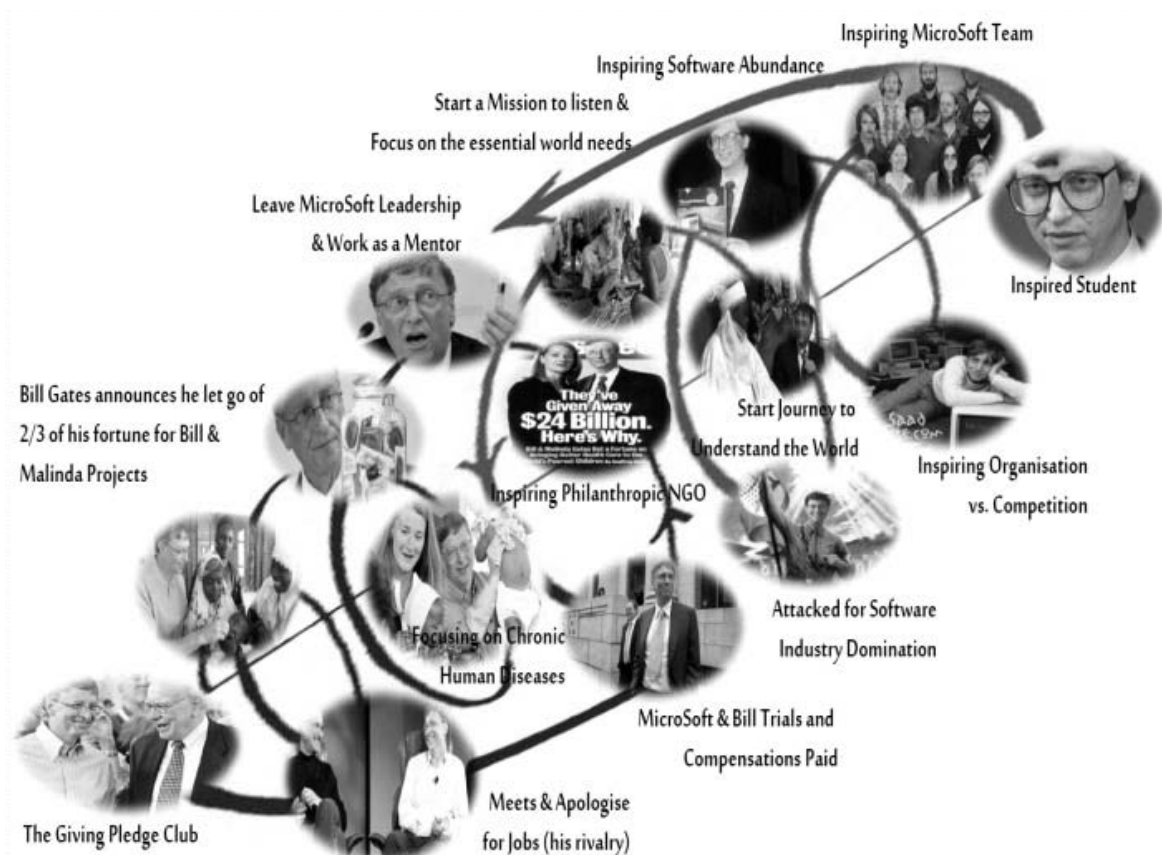 Inspiring MicroSoft Team
Inspiring Software Abundance
Start a Mission to listen &
Focus on the essential world needs
Leave MicroSoft Leadership
& Work as a Mentor
Inspired Student
Bill Gates announces he let go of
2/3 of his fortune for Bill &
Malinda Projects
They've
Given Away
$24 Billion.
Here's Why.
Inspiring Philanthropic NGO
Start Journey to
Understand the World
Inspiring Organisation
vs. Competition
Attacked for Software
Industry Domination
Focusing on Chronic
Human Diseases
MicroSoft & Bill Trials and
Compensations Paid
The Giving Pledge Club
Meets & Apologise
for Jobs (his rivalry)